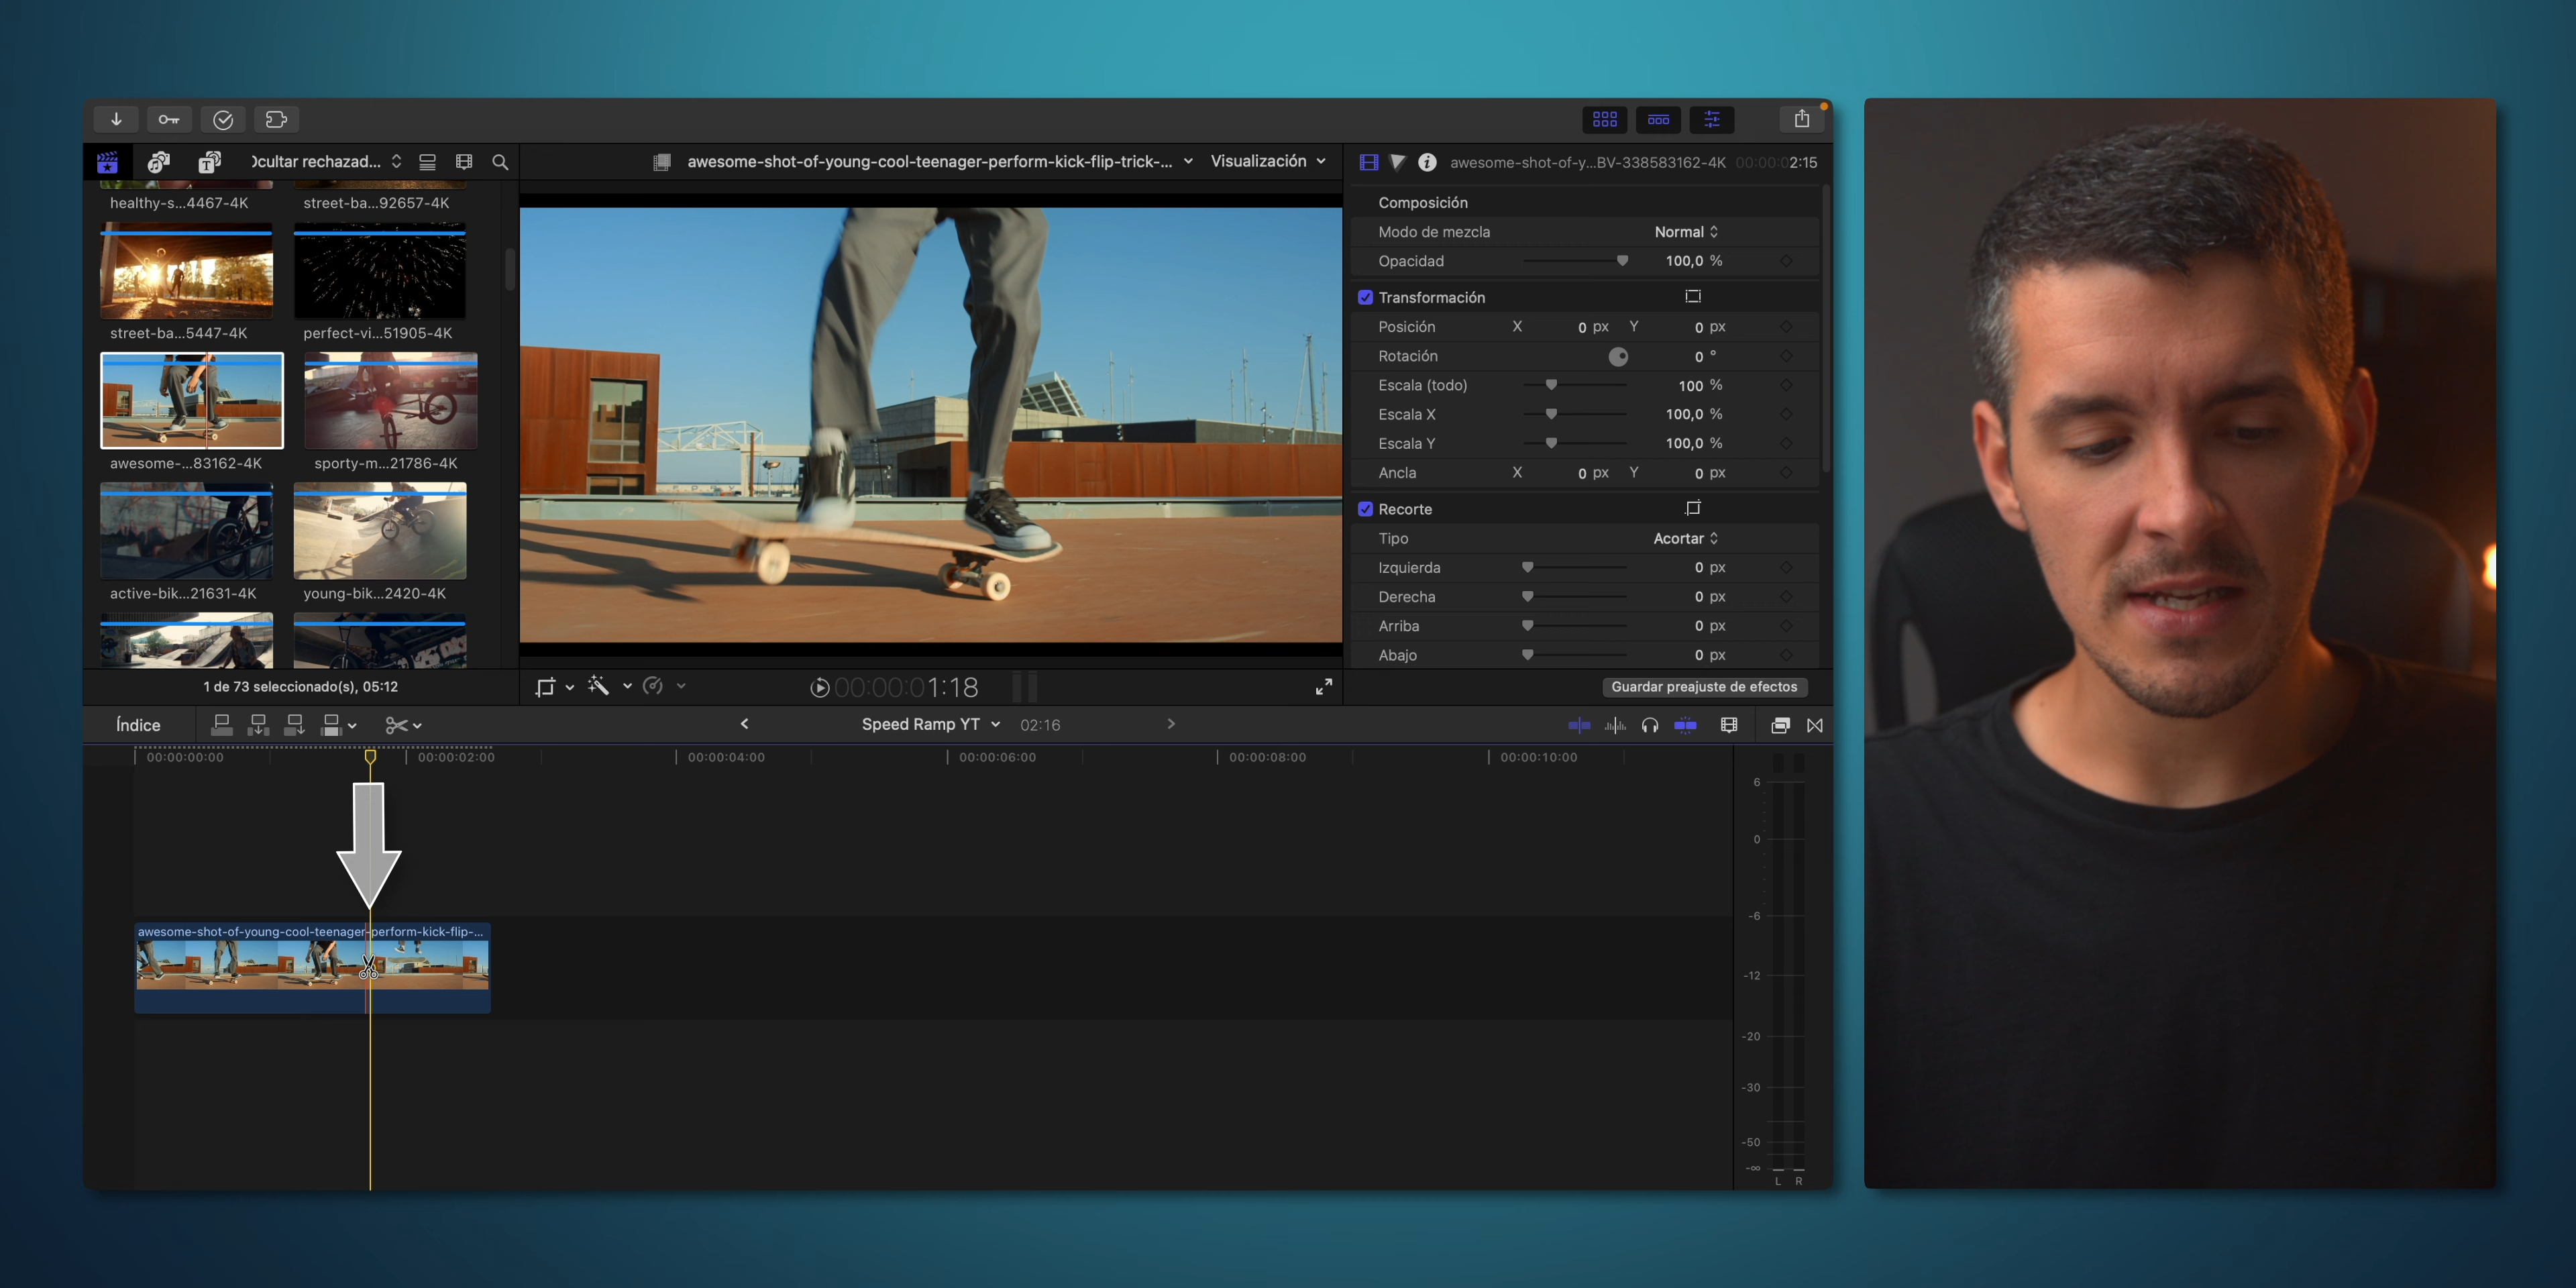 Ocultar rechazad...
awesome-shot-of-young-cool-teenager-perform-kick-flip-trick-...
Visualización
awesome-shot-of-y...BV-338583162-4K
00:00:02:15
healthy-s...4467-4K
street-ba...92657-4K
street-ba...5447-4K
perfect-vi...51905-4K
awesome-...83162-4K
sporty-m...21786-4K
active-bik...21631-4K
young-bik...2420-4K
1 de 73 seleccionado(s), 05:12
00:00:01:18
Composición
Modo de mezcla
Normal
Opacidad
100,0 %
Transformación
Posición X 0 px Y 0 px
Rotación 0 °
Escala (todo) 100 %
Escala X 100,0 %
Escala Y 100,0 %
Ancla X 0 px Y 0 px
Recorte
Tipo Acortar
Izquierda 0 px
Derecha 0 px
Arriba 0 px
Abajo 0 px
Guardar preajuste de efectos
Índice
Speed Ramp YT
02:16
00:00:00:00
00:00:02:00
00:00:04:00
00:00:06:00
00:00:08:00
00:00:10:00
awesome-shot-of-young-cool-teenager-perform-kick-flip-...
6
0
-6
-12
-20
-30
-50
-∞
L R